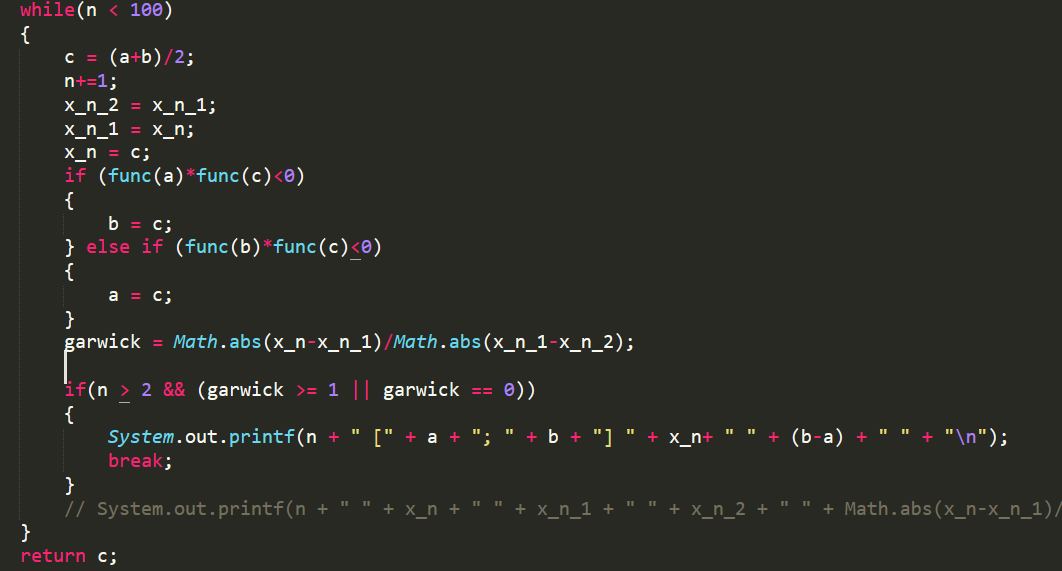 while(n < 100)
{
c = (a+b)/2;
n+=1;
x_n_2 = x_n_1;
x_n_1 = x_n;
x_n = c;
if (func(a)*func(c)<0)
{
b = c;
} else if (func(b)*func(c)<0)
{
a = c;
}
garwick = Math.abs(x_n-x_n_1)/Math.abs(x_n_1-x_n_2);
if(n > 2 && (garwick >= 1 || garwick == 0))
{
System.out.printf(n + " [" + a + "; " + b + "] " + x_n+ " " + (b-a) + " " + "\n");
break;
}
// System.out.printf(n + " " + x_n + " " + x_n_1 + " " + x_n_2 + " " + Math.abs(x_n-x_n_1)/
}
return c;